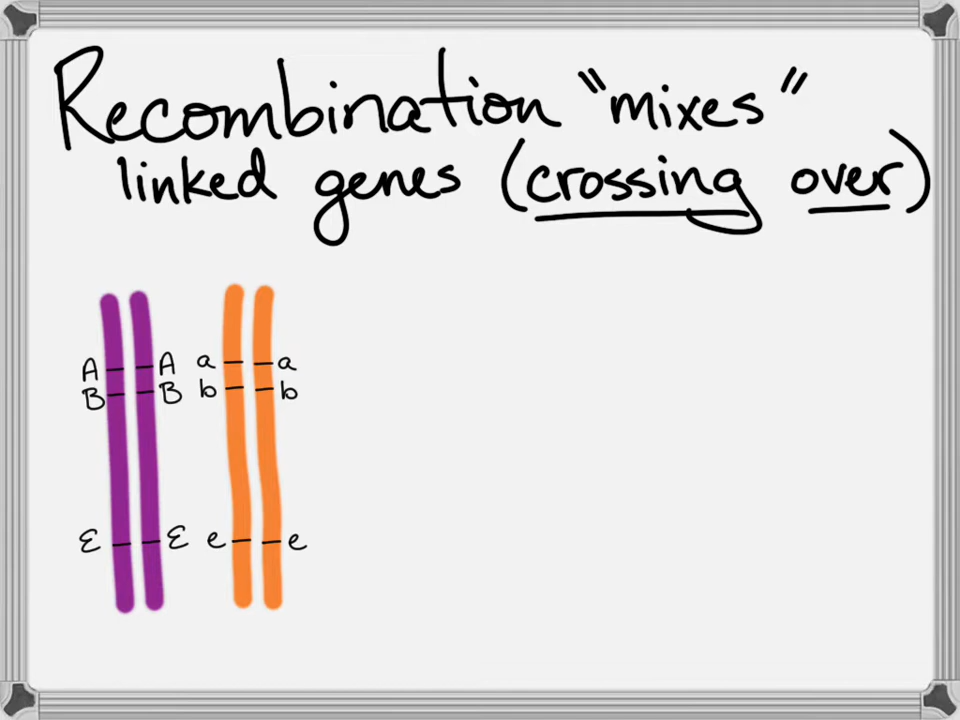 Recombination "mixes"
linked genes (crossing over)
A A a a
B B b b
E E e e